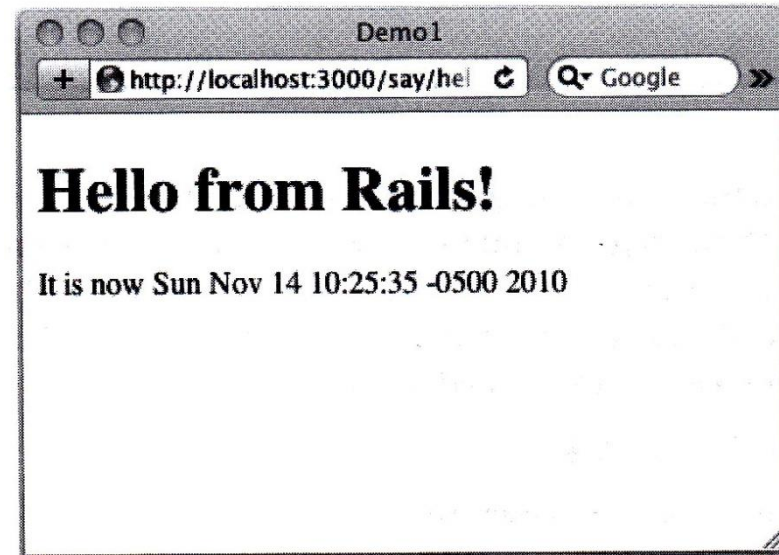 Demo1
http://localhost:3000/say/hel
Google
Hello from Rails!
It is now Sun Nov 14 10:25:35 -0500 2010